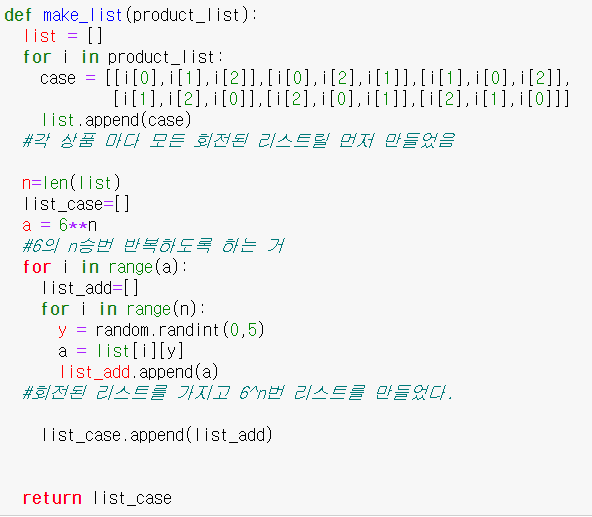 def make_list(product_list):
  list = []
  for i in product_list:
    case = [[i[0],i[1],i[2]],[i[0],i[2],i[1]],[i[1],i[0],i[2]],
            [i[1],i[2],i[0]],[i[2],i[0],i[1]],[i[2],i[1],i[0]]]
    list.append(case)
  #각 상품 마다 모든 회전된 리스트릴 먼저 만들었음
  n=len(list)
  list_case=[]
  a = 6**n
  #6의 n승번 반복하도록 하는 거
  for i in range(a):
    list_add=[]
    for i in range(n):
      y = random.randint(0,5)
      a = list[i][y]
      list_add.append(a)
  #회전된 리스트를 가지고 6^n번 리스트를 만들었다.
    list_case.append(list_add)
  return list_case